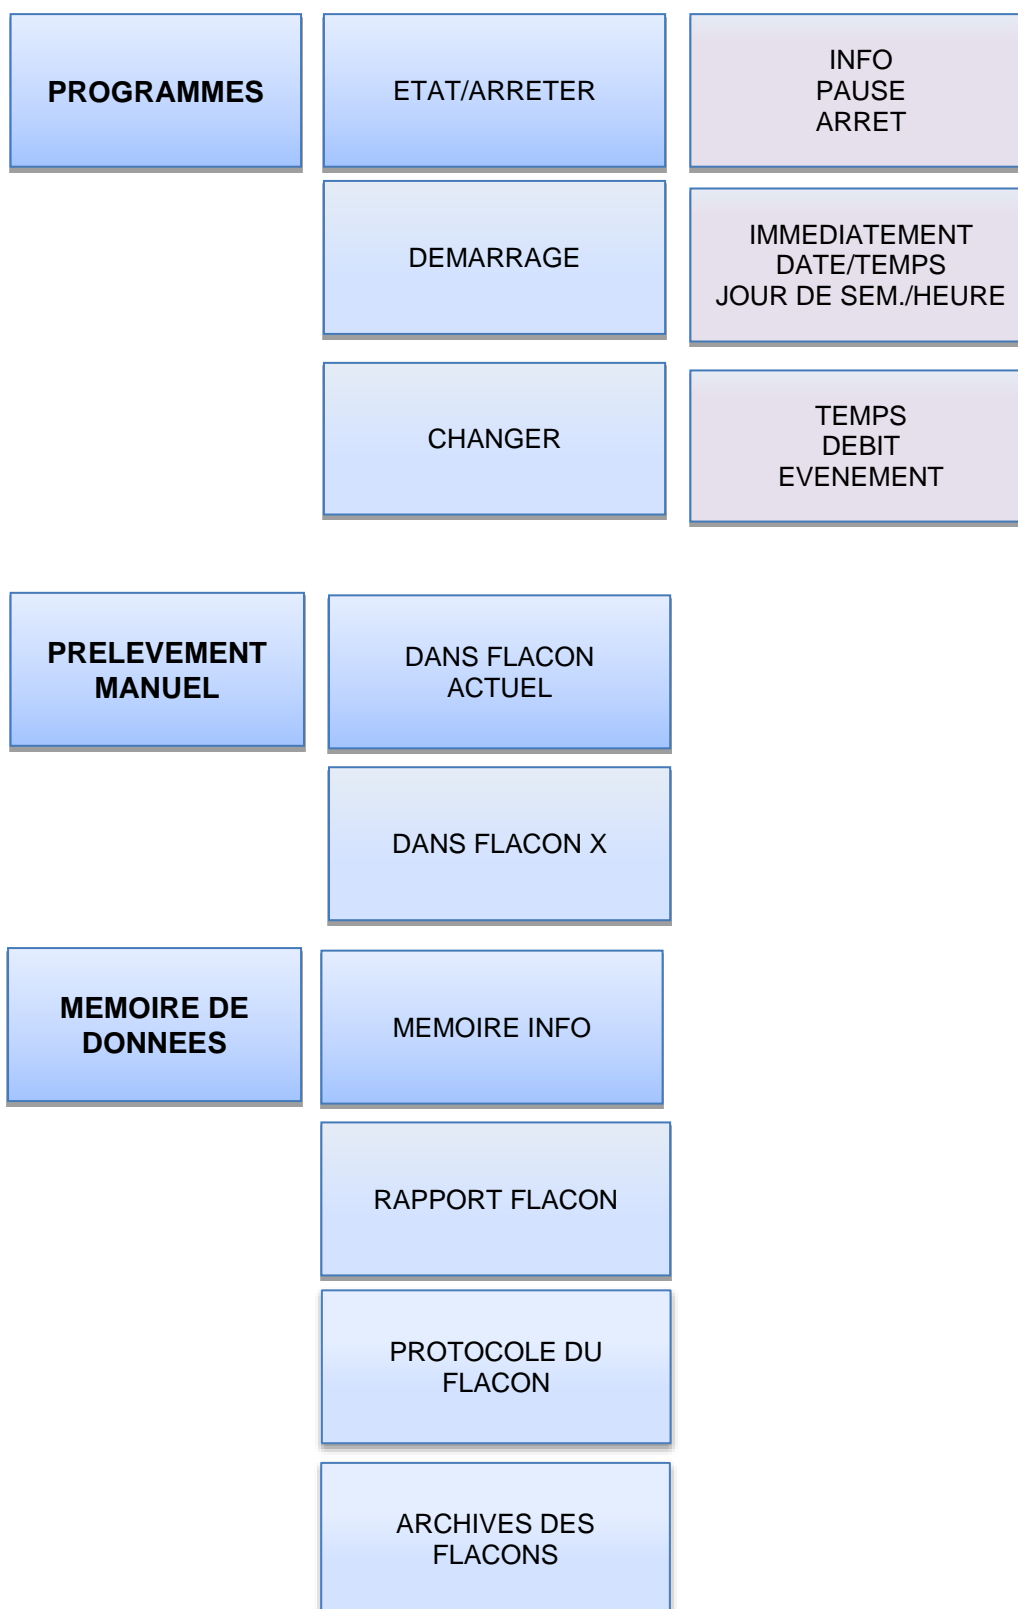 PROGRAMMES
ETAT/ARRETER
INFO
PAUSE
ARRET
DEMARRAGE
IMMEDIATEMENT
DATE/TEMPS
JOUR DE SEM./HEURE
CHANGER
TEMPS
DEBIT
EVENEMENT
PRELEVEMENT
MANUEL
DANS FLACON
ACTUEL
DANS FLACON X
MEMOIRE DE
DONNEES
MEMOIRE INFO
RAPPORT FLACON
PROTOCOLE DU
FLACON
ARCHIVES DES
FLACONS